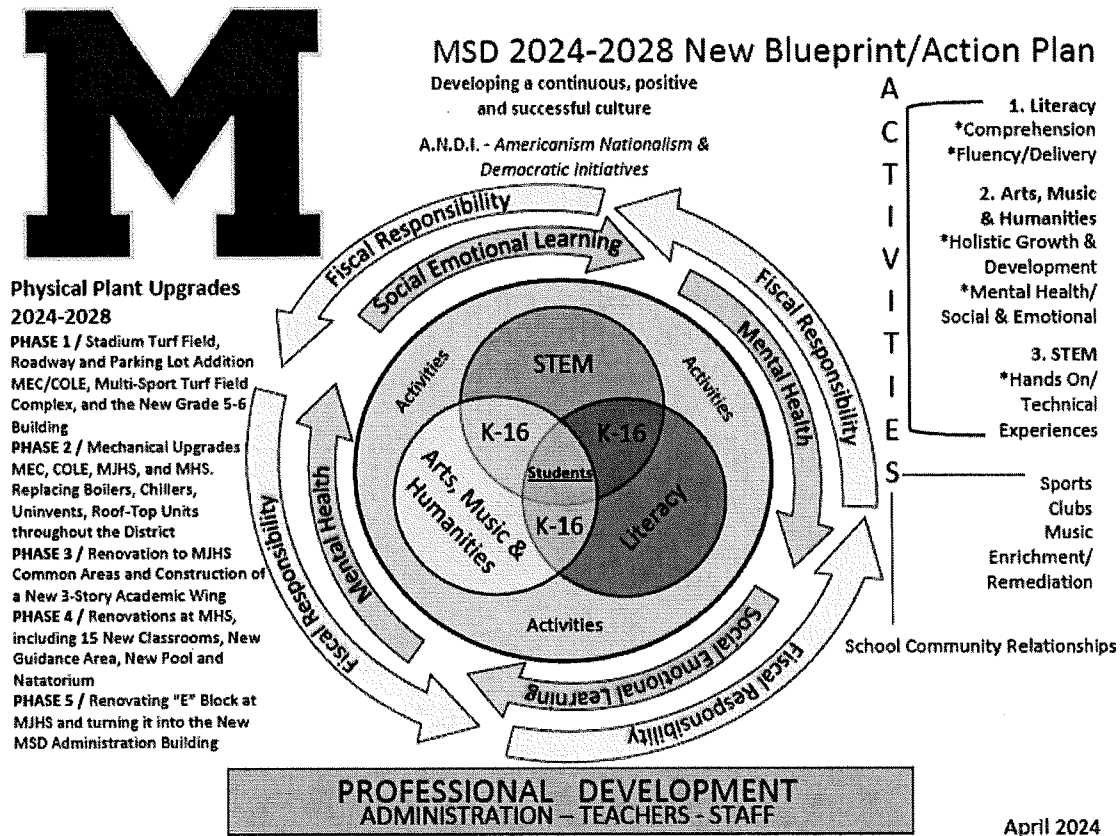 M
MSD 2024-2028 New Blueprint/Action Plan
Developing a continuous, positive
and successful culture
A.N.D.I. - Americanism Nationalism &
Democratic initiatives
Physical Plant Upgrades
2024-2028
PHASE 1 / Stadium Turf Field,
Roadway and Parking Lot Addition
MEC/COLE, Multi-Sport Turf Field
Complex, and the New Grade 5-6
Building
PHASE 2 / Mechanical Upgrades
MEC, COLE, MJHS, and MHS.
Replacing Boilers, Chillers,
Uninvents, Roof-Top Units
throughout the District
PHASE 3 / Renovation to MJHS
Common Areas and Construction of
a New 3-Story Academic Wing
PHASE 4 / Renovations at MHS,
including 15 New Classrooms, New
Guidance Area, New Pool and
Natatorium
PHASE 5 / Renovating "E" Block at
MJHS and turning it into the New
MSD Administration Building
Fiscal Responsibility
Social Emotional Learning
Fiscal Responsibility
Mental Health
Activities
STEM
Activities
K-16
K-16
Students
Arts, Music &
Humanities
K-16
Literacy
Mental Health
Fiscal Responsibility
Activities
Social Emotional Learning
Fiscal Responsibility
ACTIVITIES
1. Literacy
*Comprehension
*Fluency/Delivery
2. Arts, Music
& Humanities
*Holistic Growth &
Development
*Mental Health/
Social & Emotional
3. STEM
*Hands On/
Technical
Experiences
Sports
Clubs
Music
Enrichment/
Remediation
School Community Relationships
PROFESSIONAL DEVELOPMENT
ADMINISTRATION – TEACHERS - STAFF
April 2024